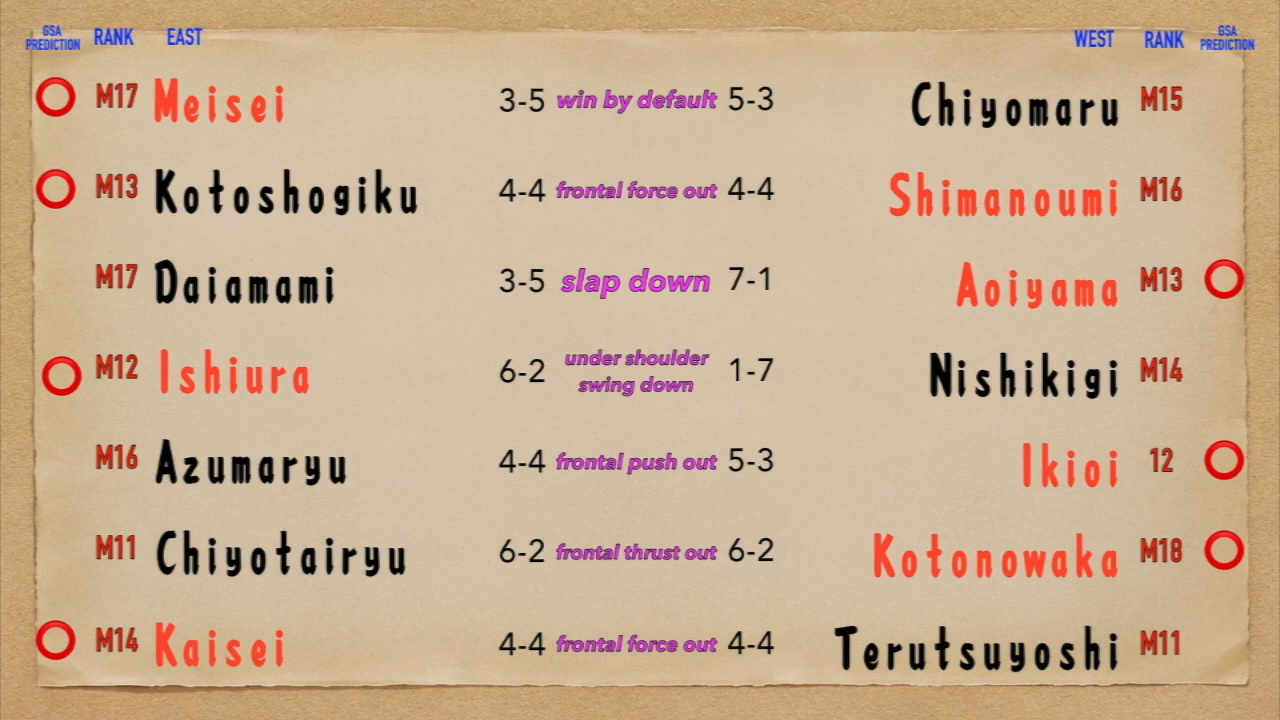 GSA PREDICTION RANK EAST WEST RANK GSA PREDICTION
M17 Meisei 3-5 win by default 5-3 Chiyomaru M15
M13 Kotoshogiku 4-4 frontal force out 4-4 Shimanoumi M16
M17 Daiamami 3-5 slap down 7-1 Aoiyama M13
M12 Ishiura 6-2 under shoulder swing down 1-7 Nishikigi M14
M16 Azumaryu 4-4 frontal push out 5-3 Ikioi 12
M11 Chiyotairyu 6-2 frontal thrust out 6-2 Kotonowaka M18
M14 Kaisei 4-4 frontal force out 4-4 Terutsuyoshi M11